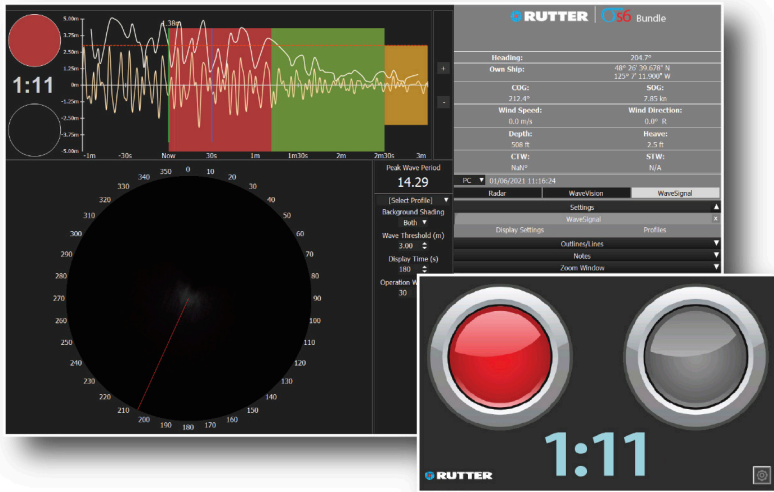 5.00m
3.75m
2.50m
1.25m
0m
-1.25m
-2.50m
-3.75m
-5.00m
4.38m
1:11
-1m -30s Now 30s 1m 1m30s 2m 2m30s 3m
+
-
RUTTER σs6 Bundle
Heading: 204.7°
Own Ship: 48° 26' 39.678" N
125° 7' 11.900" W
COG: SOG:
212.4° 7.85 kn
Wind Speed: Wind Direction:
0.0 m/s 0.0° R
Depth: Heave:
508 ft 2.5 ft
CTW: STW:
NaN° N/A
PC ▼ 01/06/2021 11:16:24
Radar WaveVision WaveSignal
Settings
WaveSignal x
Display Settings Profiles
Outlines/Lines
Notes
Zoom Window
Peak Wave Period
14.29
[Select Profile] ▼
Background Shading
Both ▼
Wave Threshold (m)
3.00
Display Time (s)
180
Operation W
30
0 10 20 30 40 50 60 70 80 90 100 110 120 130 140 150 160 170 180 190 200 210 220 230 240 250 260 270 280 290 300 310 320 330 340 350
1:11
RUTTER